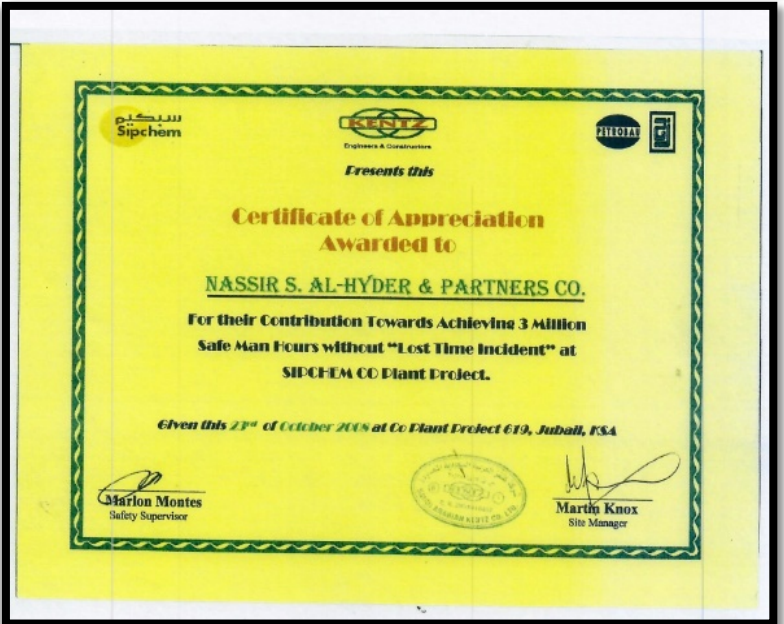 سبكيم
Sipchem
KENTZ
Engineers & Constructors
PETROBAU
Presents this
Certificate of Appreciation
Awarded to
NASSIR S. AL-HYDER & PARTNERS CO.
For their Contribution Towards Achieving 3 Million
Safe Man Hours without "Lost Time Incident" at
SIPCHEM CO Plant Project.
Given this 23rd of October 2008 at Co Plant Project 619, Jubail, KSA
Marlon Montes
Safety Supervisor
KENTZ
Martin Knox
Site Manager